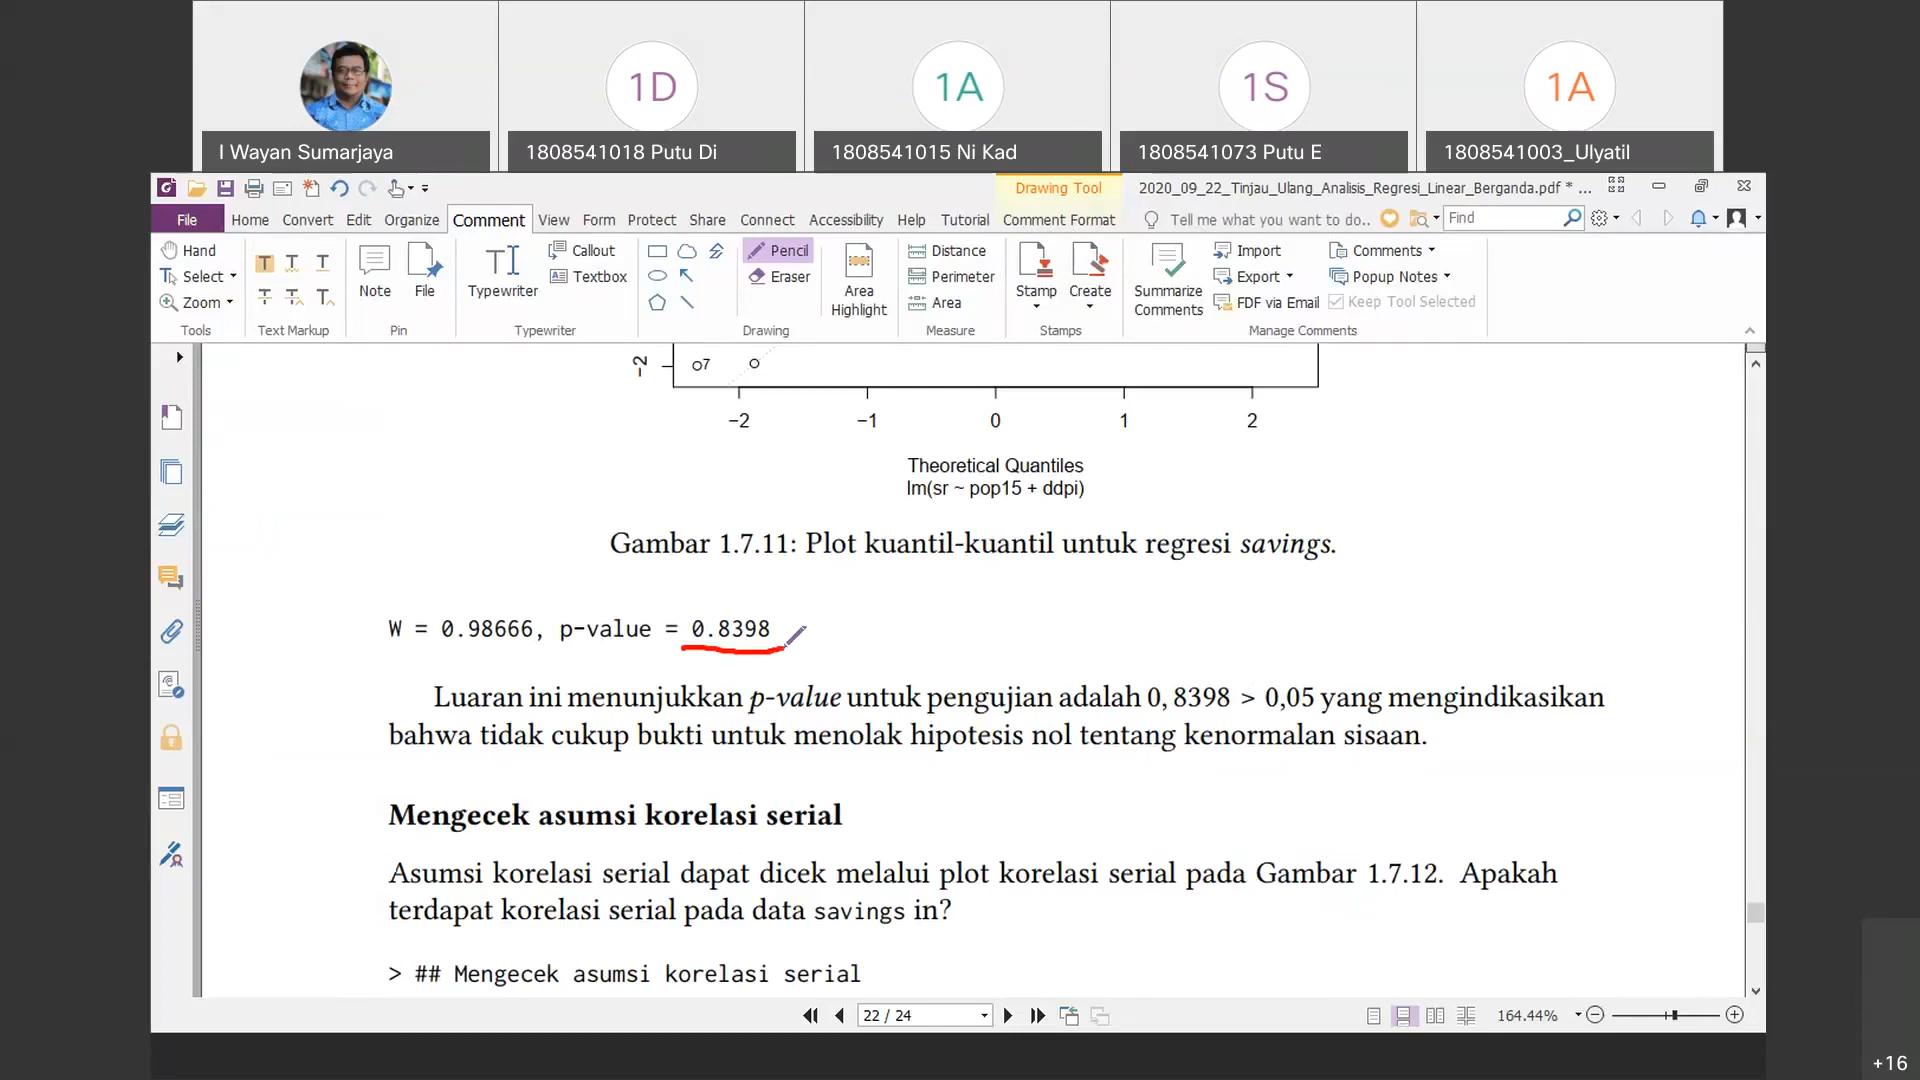 1D
1A
1S
1A
I Wayan Sumarjaya
1808541018 Putu Di
1808541015 Ni Kad
1808541073 Putu E
1808541003_Ulyatil
Drawing Tool
2020_09_22_Tinjau_Ulang_Analisis_Regresi_Linear_Berganda.pdf * ...
File Home Convert Edit Organize Comment View Form Protect Share Connect Accessibility Help Tutorial Comment Format Tell me what you want to do.. Find
Hand
Select
Zoom
Tools
Text Markup
Note
File
Pin
Typewriter
Callout
Textbox
Typewriter
Pencil
Eraser
Area
Highlight
Drawing
Distance
Perimeter
Area
Measure
Stamp
Create
Stamps
Summarize
Comments
Import
Export
FDF via Email
Comments
Popup Notes
Keep Tool Selected
Manage Comments
−2
7
−2 −1 0 1 2
Theoretical Quantiles
lm(sr ~ pop15 + ddpi)
Gambar 1.7.11: Plot kuantil-kuantil untuk regresi savings.
W = 0.98666, p-value = 0.8398
Luaran ini menunjukkan p-value untuk pengujian adalah 0, 8398 > 0,05 yang mengindikasikan
bahwa tidak cukup bukti untuk menolak hipotesis nol tentang kenormalan sisaan.
Mengecek asumsi korelasi serial
Asumsi korelasi serial dapat dicek melalui plot korelasi serial pada Gambar 1.7.12. Apakah
terdapat korelasi serial pada data savings in?
> ## Mengecek asumsi korelasi serial
22 / 24
164.44%
+16